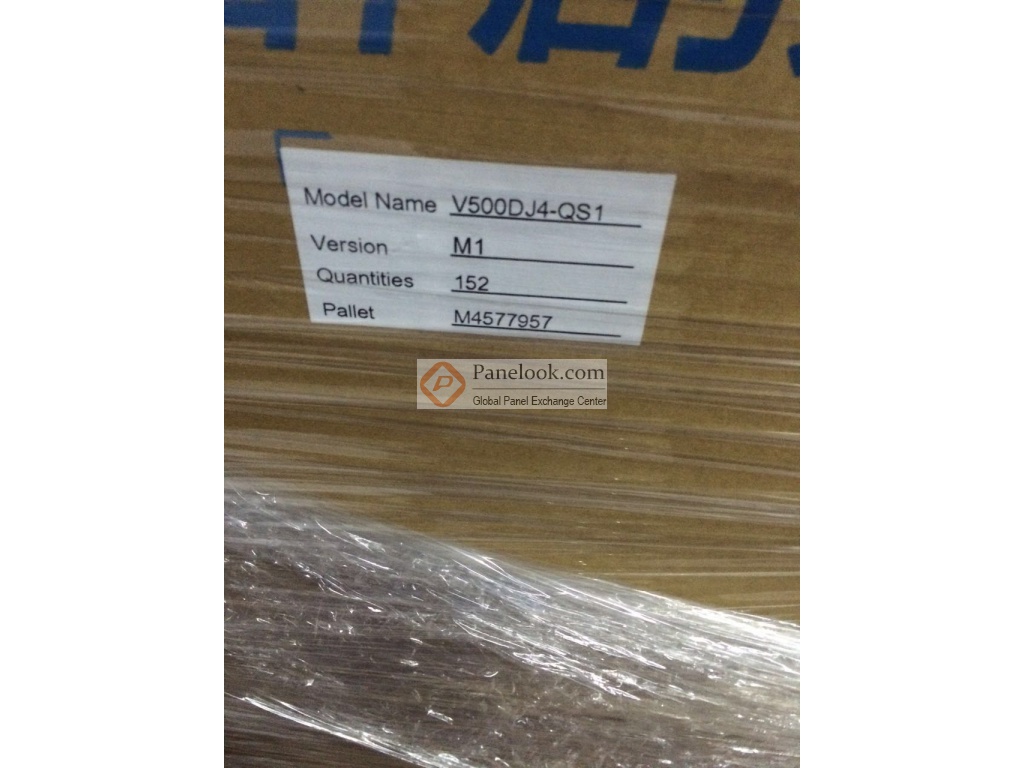 Model Name V500DJ4-QS1
Version M1
Quantities 152
Pallet M4577957
Panelook.com
Global Panel Exchange Center